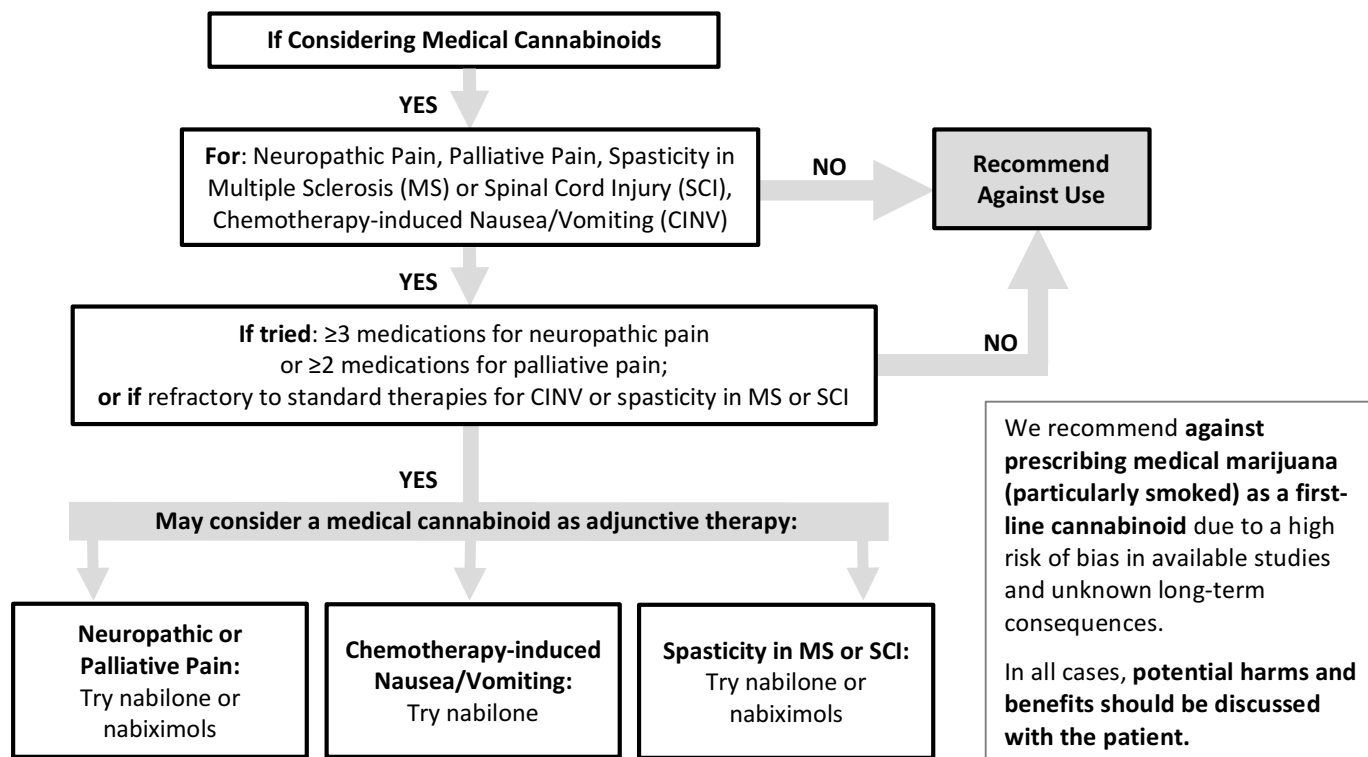 If Considering Medical Cannabinoids
YES
For: Neuropathic Pain, Palliative Pain, Spasticity in
Multiple Sclerosis (MS) or Spinal Cord Injury (SCI),
Chemotherapy-induced Nausea/Vomiting (CINV)
NO
Recommend
Against Use
YES
If tried: ≥3 medications for neuropathic pain
or ≥2 medications for palliative pain;
or if refractory to standard therapies for CINV or spasticity in MS or SCI
NO
YES
May consider a medical cannabinoid as adjunctive therapy:
Neuropathic or
Palliative Pain:
Try nabilone or
nabiximols
Chemotherapy-induced
Nausea/Vomiting:
Try nabilone
Spasticity in MS or SCI:
Try nabilone or
nabiximols
We recommend against
prescribing medical marijuana
(particularly smoked) as a first-
line cannabinoid due to a high
risk of bias in available studies
and unknown long-term
consequences.
In all cases, potential harms and
benefits should be discussed
with the patient.